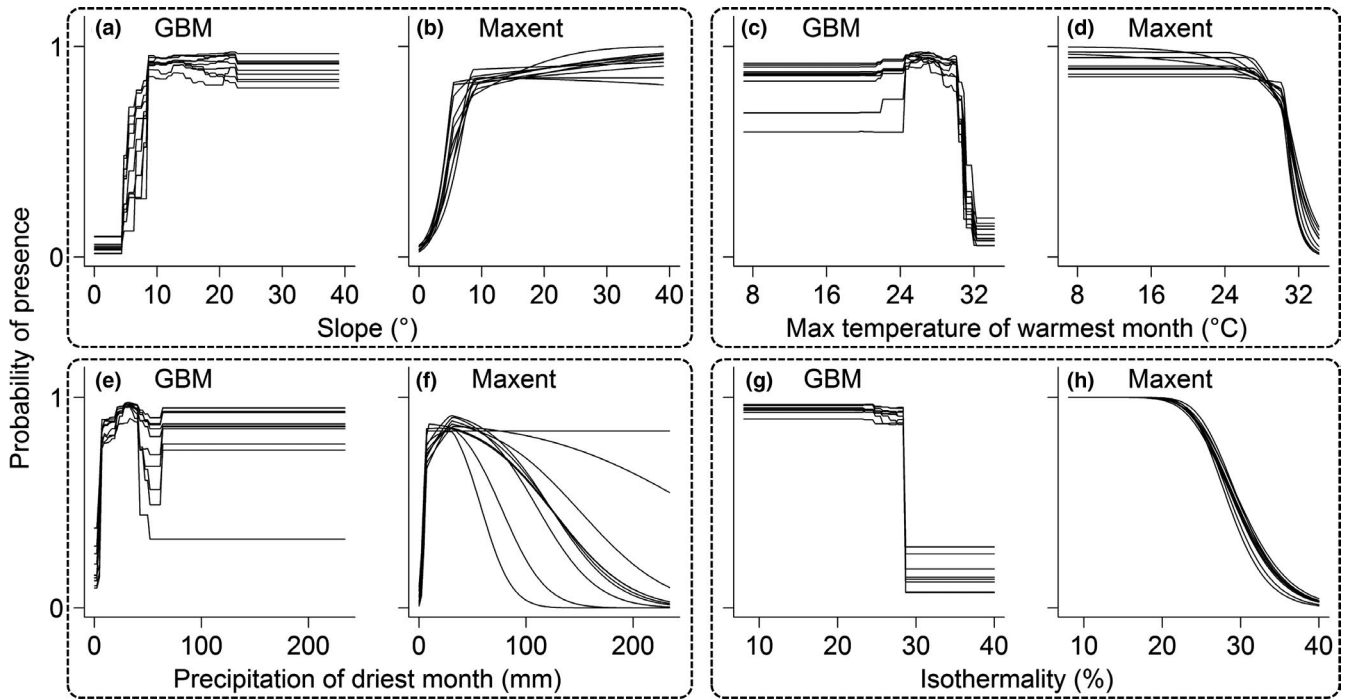 (a) GBM (b) Maxent (c) GBM (d) Maxent
1
0
0 10 20 30 40 0 10 20 30 40 8 16 24 32 8 16 24 32
Slope (°) Max temperature of warmest month (°C)
Probability of presence
(e) GBM (f) Maxent (g) GBM (h) Maxent
1
0
0 100 200 0 100 200 10 20 30 40 10 20 30 40
Precipitation of driest month (mm) Isothermality (%)